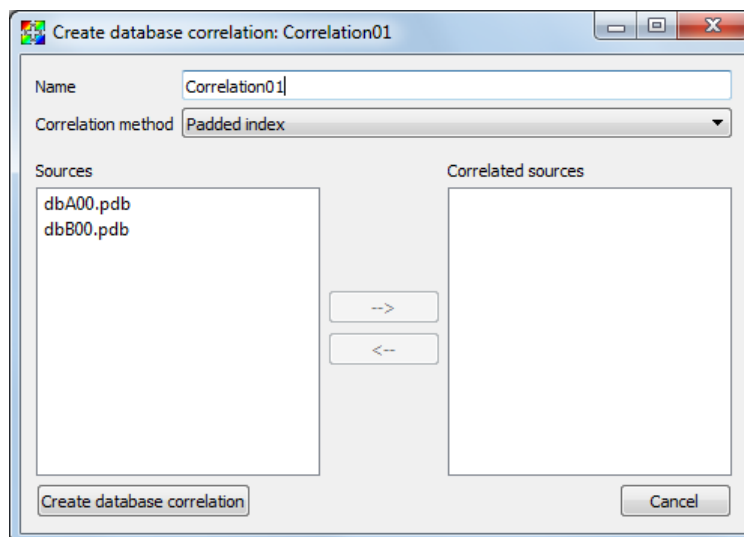 Create database correlation: Correlation01
Name Correlation01
Correlation method Padded index
Sources Correlated sources
dbA00.pdb
dbB00.pdb
-->
<--
Create database correlation Cancel